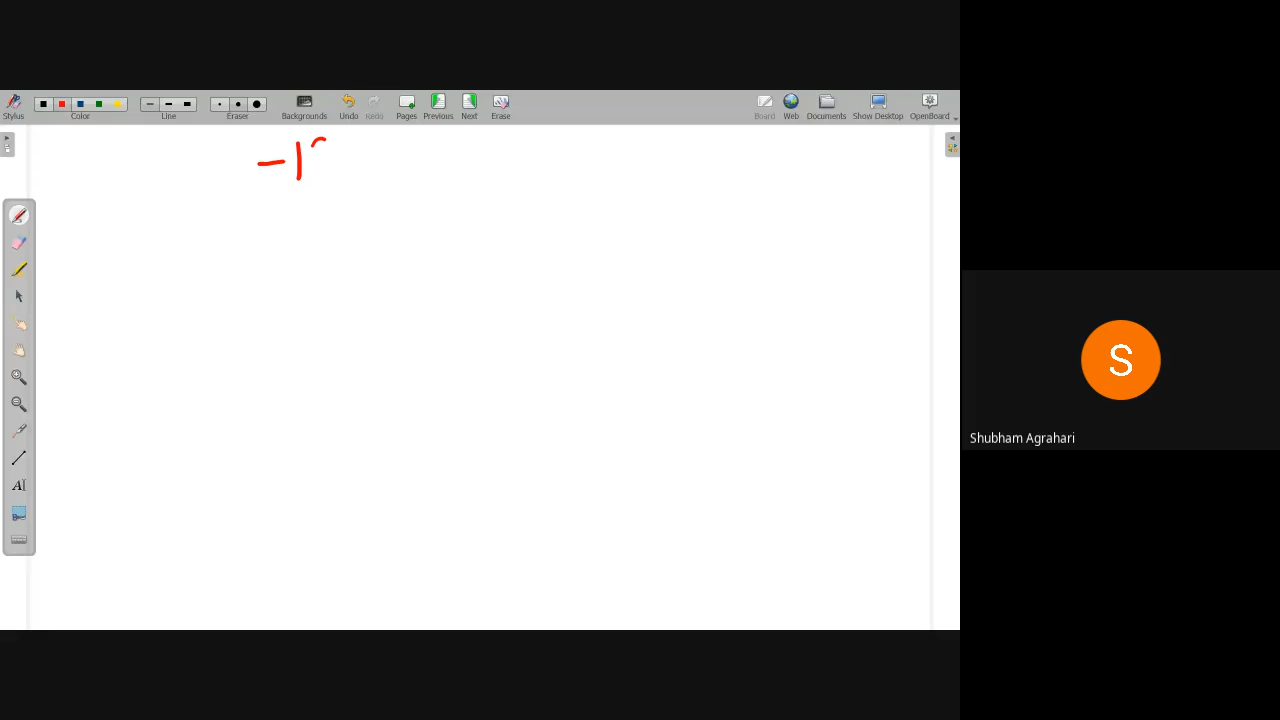 Stylus
Color
Line
Eraser
Backgrounds
Undo
Redo
Pages
Previous
Next
Erase
Board
Web
Documents
Show Desktop
OpenBoard
-1
A
Shubham Agrahari
S